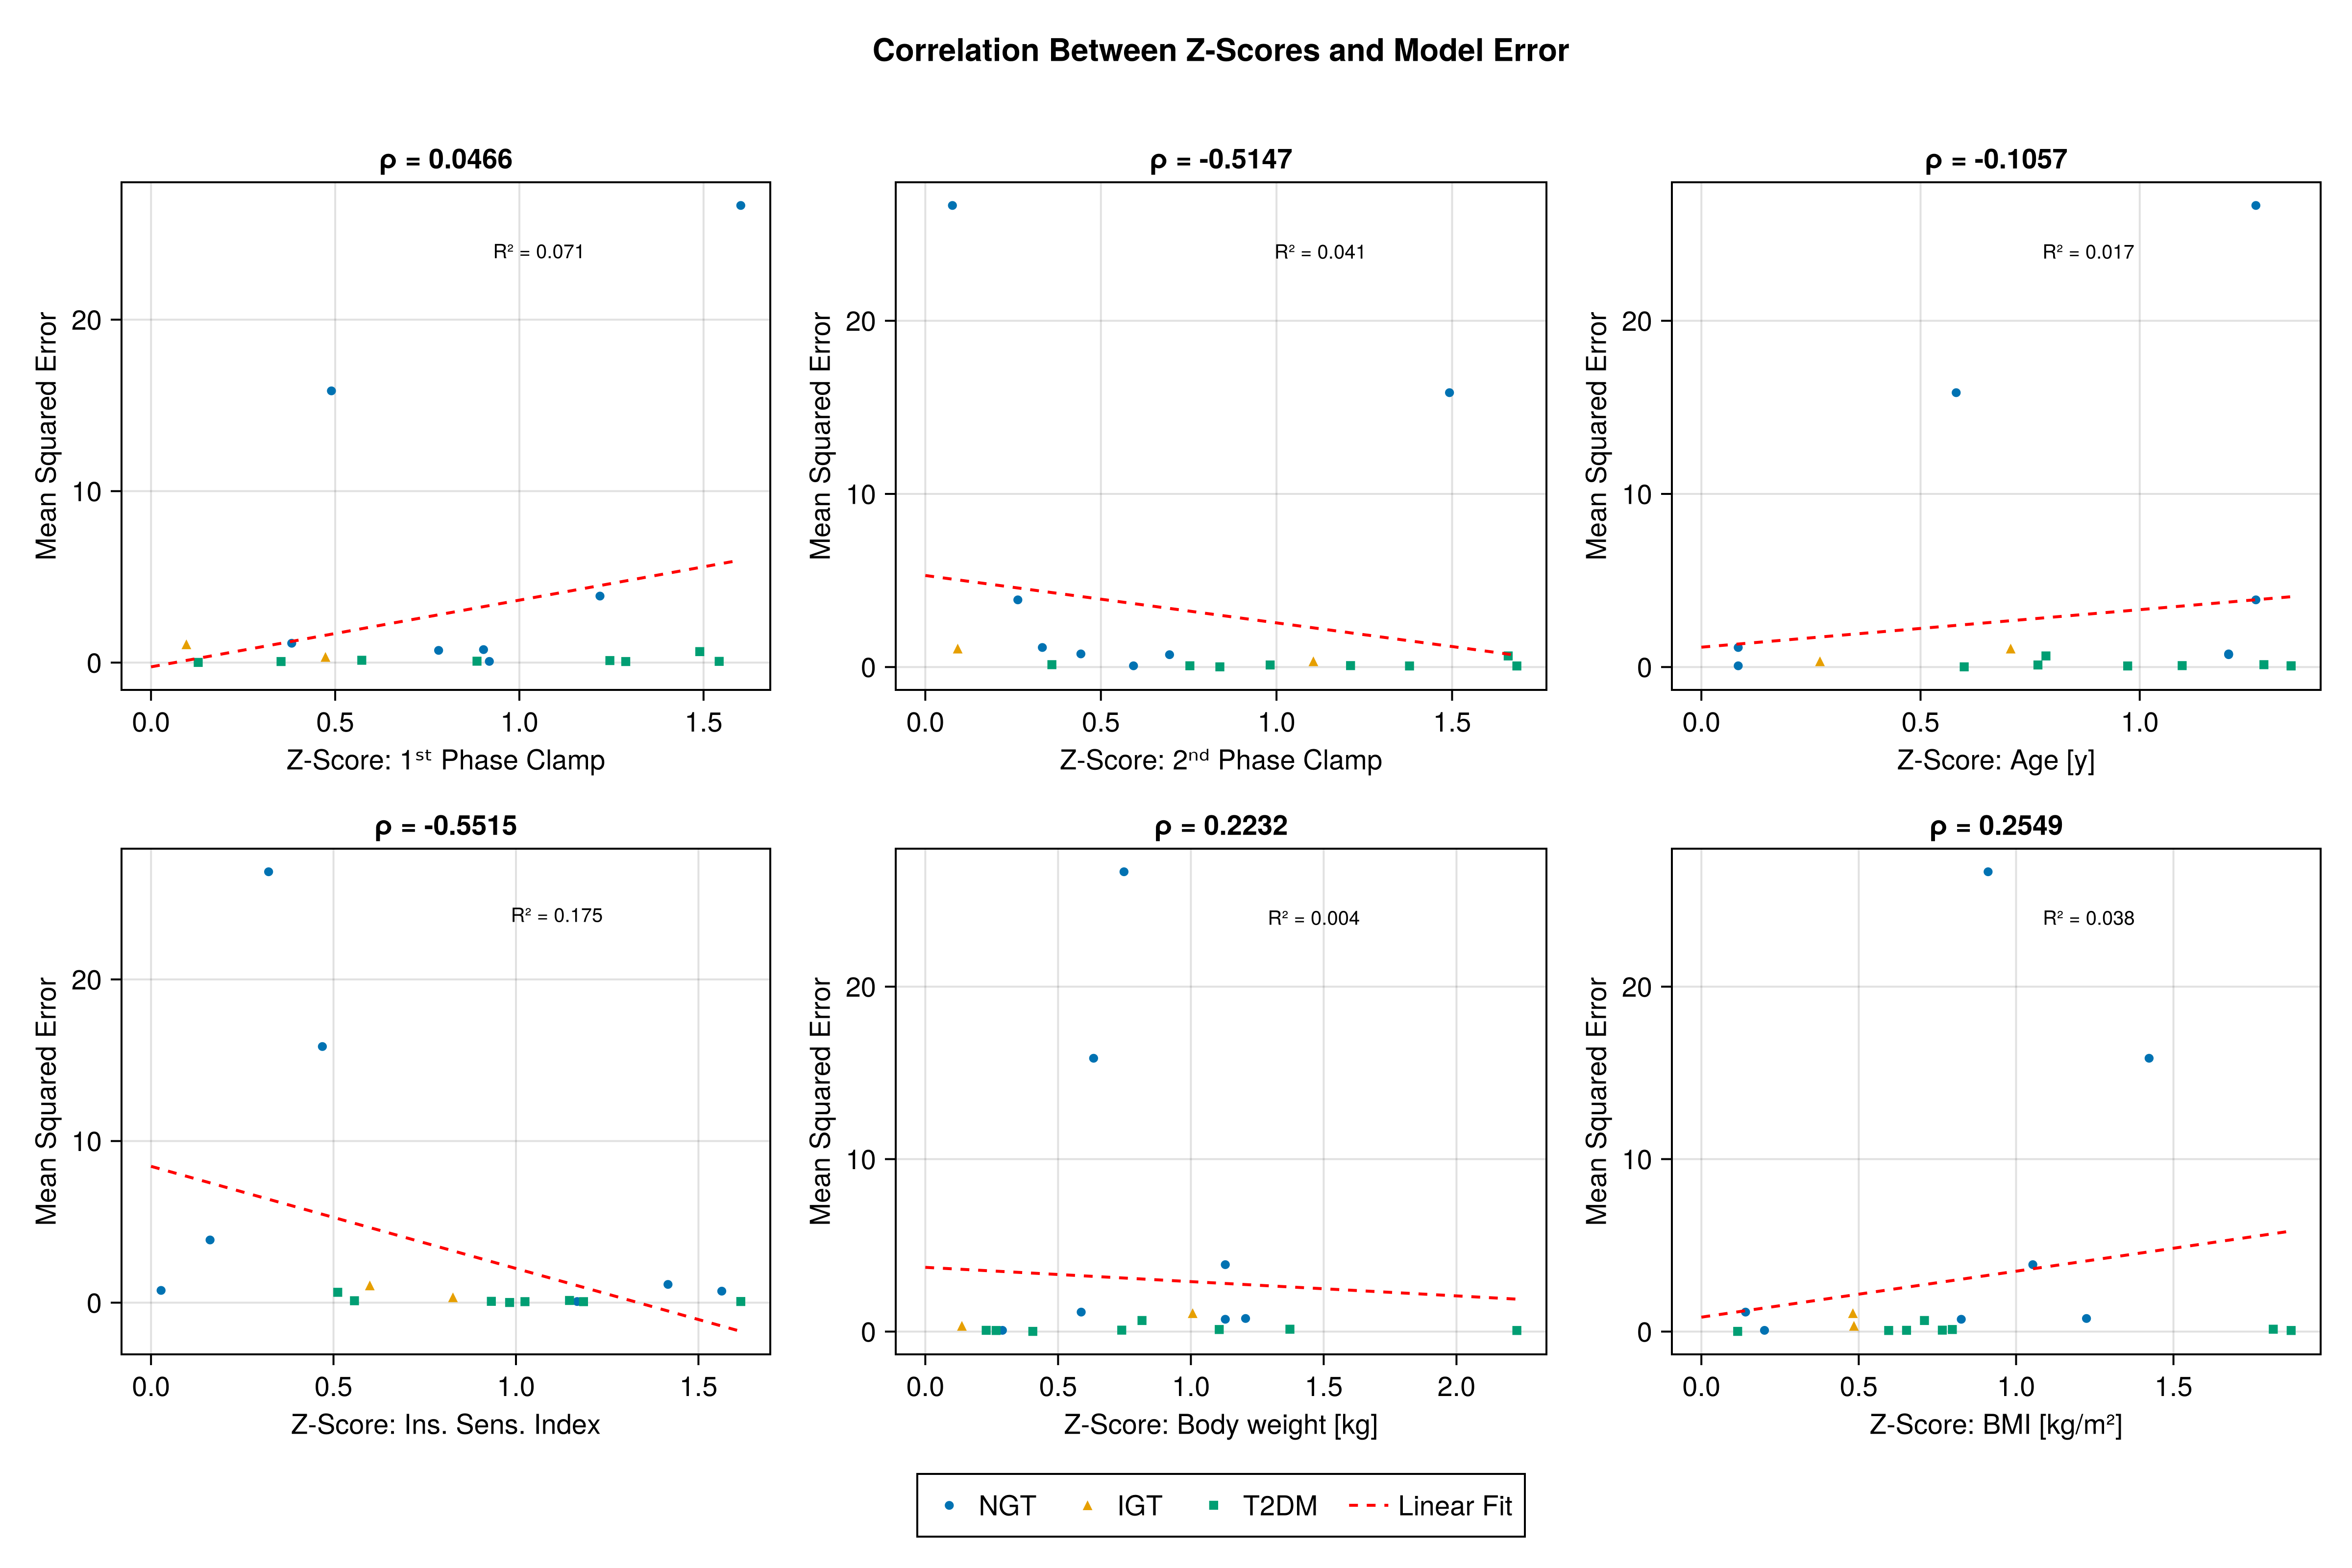 Correlation Between Z-Scores and Model Error
ρ = 0.0466
R² = 0.071
Mean Squared Error
20
10
0
0.0 0.5 1.0 1.5
Z-Score: 1ˢᵗ Phase Clamp
ρ = -0.5147
R² = 0.041
Mean Squared Error
20
10
0
0.0 0.5 1.0 1.5
Z-Score: 2ⁿᵈ Phase Clamp
ρ = -0.1057
R² = 0.017
Mean Squared Error
20
10
0
0.0 0.5 1.0
Z-Score: Age [y]
ρ = -0.5515
R² = 0.175
Mean Squared Error
20
10
0
0.0 0.5 1.0 1.5
Z-Score: Ins. Sens. Index
ρ = 0.2232
R² = 0.004
Mean Squared Error
20
10
0
0.0 0.5 1.0 1.5 2.0
Z-Score: Body weight [kg]
ρ = 0.2549
R² = 0.038
Mean Squared Error
20
10
0
0.0 0.5 1.0 1.5
Z-Score: BMI [kg/m²]
NGT IGT T2DM Linear Fit